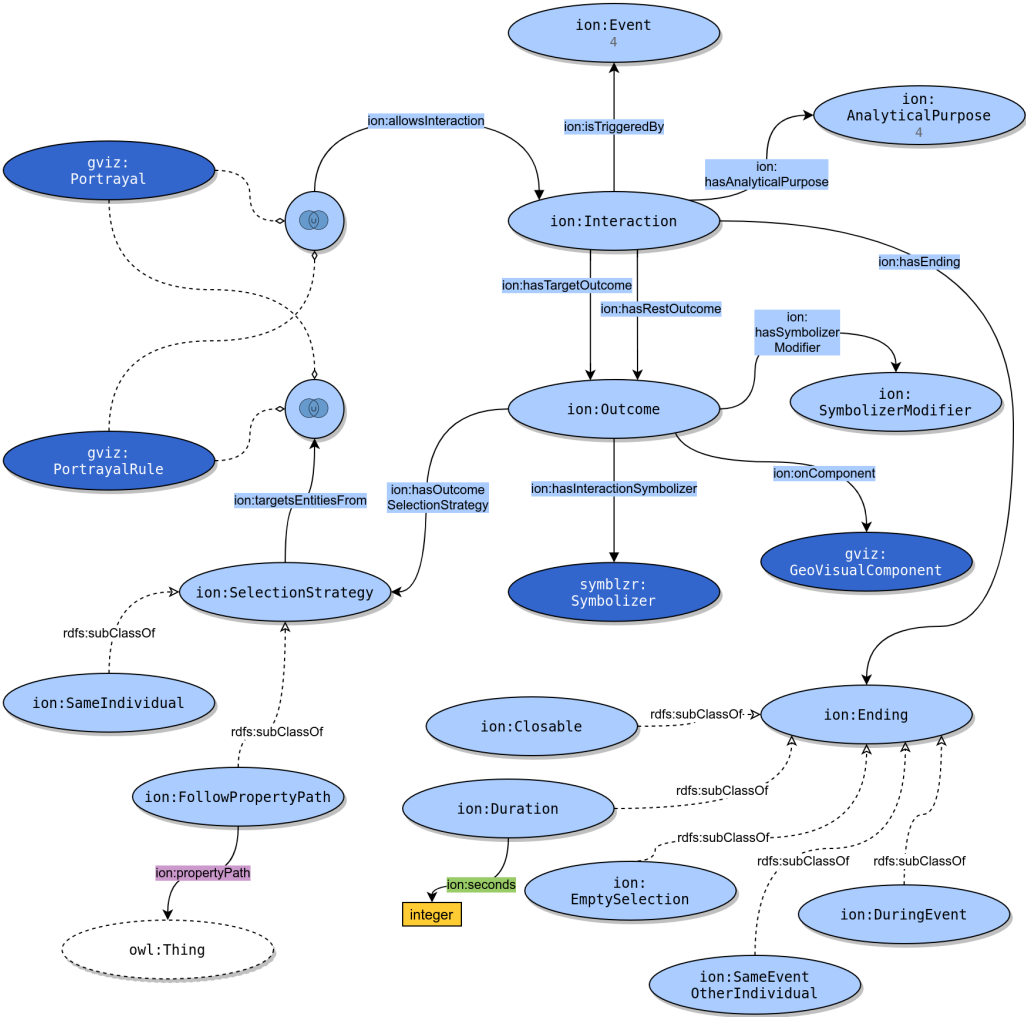 ion:Event
4
ion:
AnalyticalPurpose
4
ion:allowsInteraction
ion:isTriggeredBy
gviz:
Portrayal
ion:
hasAnalyticalPurpose
ion:Interaction
ion:hasEnding
ion:hasTargetOutcome
ion:hasRestOutcome
ion:
hasSymbolizer
Modifier
ion:Outcome
ion:
SymbolizerModifier
gviz:
PortrayalRule
ion:targetsEntitiesFrom
ion:hasOutcome
SelectionStrategy
ion:hasInteractionSymbolizer
ion:onComponent
gviz:
GeoVisualComponent
ion:SelectionStrategy
symblzr:
Symbolizer
rdfs:subClassOf
ion:SameIndividual
rdfs:subClassOf
ion:Closable
rdfs:subClassOf
ion:Ending
ion:FollowPropertyPath
ion:Duration
rdfs:subClassOf
rdfs:subClassOf
rdfs:subClassOf
rdfs:subClassOf
ion:propertyPath
ion:seconds
integer
ion:
EmptySelection
ion:DuringEvent
owl:Thing
ion:SameEvent
OtherIndividual